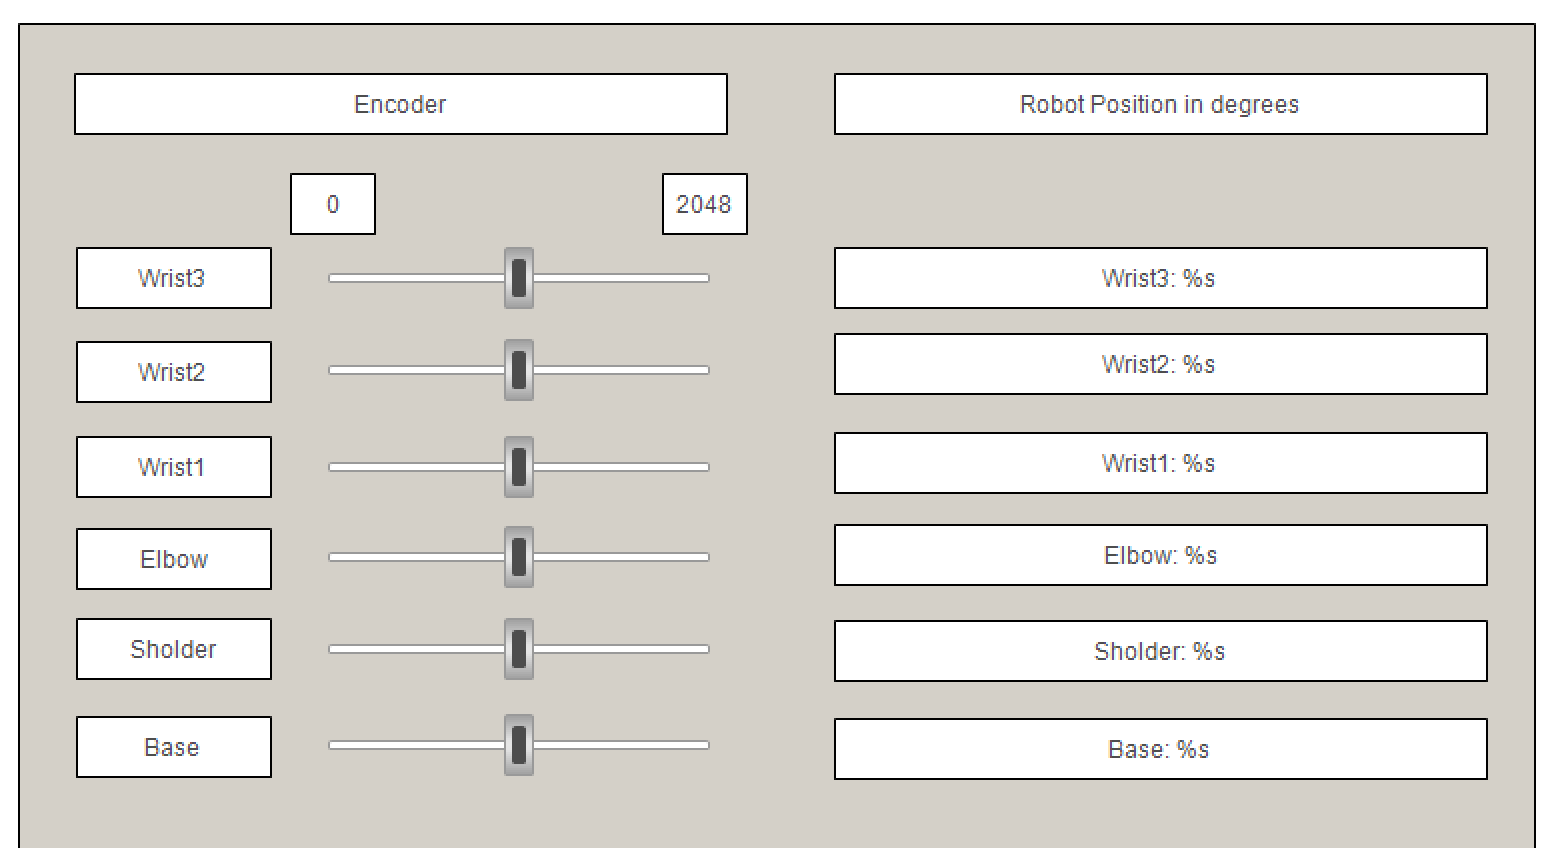 Encoder
Robot Position in degrees
0
2048
Wrist3
Wrist3: %s
Wrist2
Wrist2: %s
Wrist1
Wrist1: %s
Elbow
Elbow: %s
Sholder
Sholder: %s
Base
Base: %s